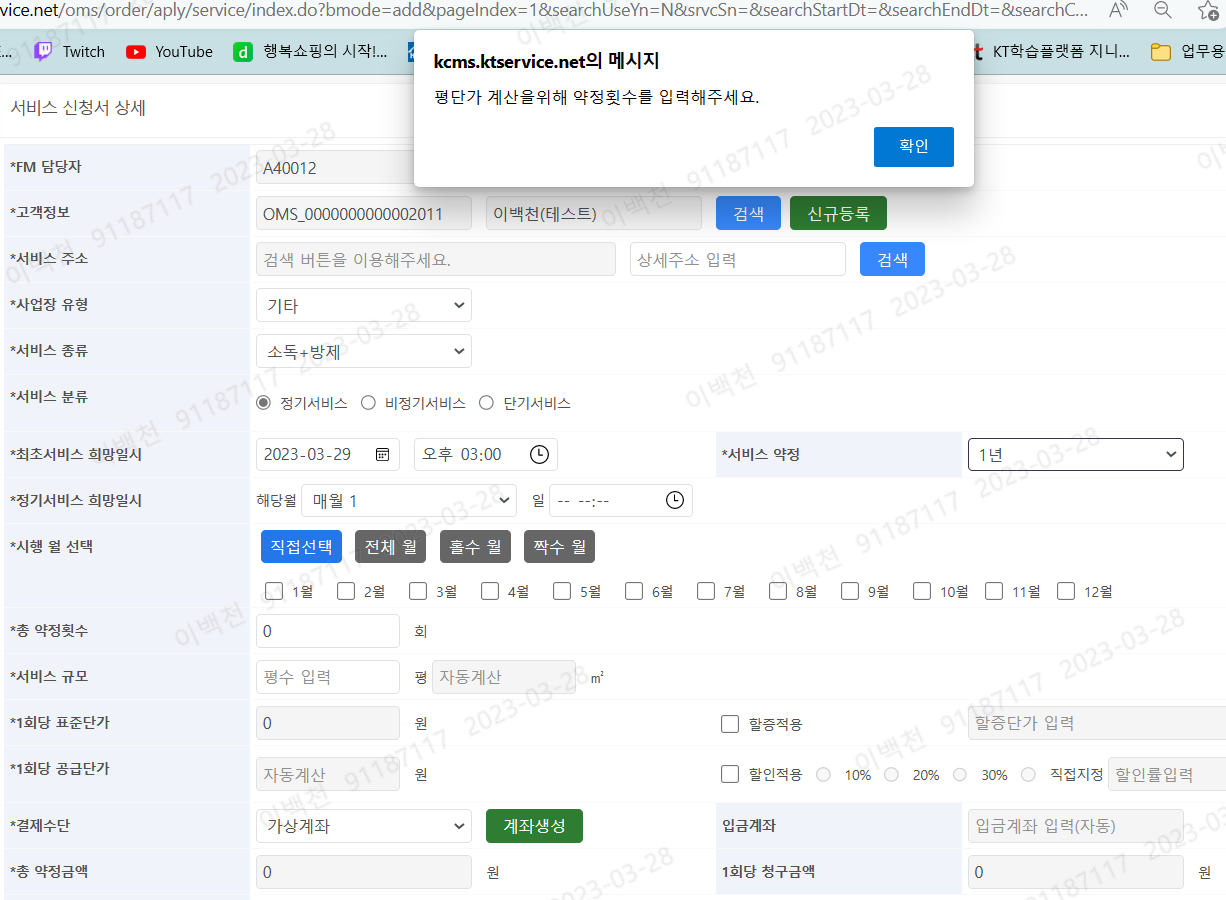 vice.net/oms/order/aply/service/index.do?bmode=add&pageIndex=1&searchUseYn=N&srvcSn=&searchStartDt=&searchEndDt=&searchC...
Twitch YouTube 행복쇼핑의 시작!... KT학습플랫폼 지니... 업무용
kcms.ktservice.net의 메시지
평단가 계산을위해 약정횟수를 입력해주세요.
확인
서비스 신청서 상세
*FM 담당자 A40012
*고객정보 OMS_0000000000002011 이백천(테스트) 검색 신규등록
*서비스 주소 검색 버튼을 이용해주세요. 상세주소 입력 검색
*사업장 유형 기타
*서비스 종류 소독+방제
*서비스 분류 정기서비스 비정기서비스 단기서비스
*최초서비스 희망일시 2023-03-29 오후 03:00 *서비스 약정 1년
*정기서비스 희망일시 해당월 매월 1 일 -- --:--
*시행 월 선택 직접선택 전체 월 홀수 월 짝수 월
1월 2월 3월 4월 5월 6월 7월 8월 9월 10월 11월 12월
*총 약정횟수 0 회
*서비스 규모 평수 입력 평 자동계산 ㎡
*1회당 표준단가 0 원 할증적용 할증단가 입력
*1회당 공급단가 자동계산 원 할인적용 10% 20% 30% 직접지정 할인률입력
*결제수단 가상계좌 계좌생성 입금계좌 입금계좌 입력(자동)
*총 약정금액 0 원 1회당 청구금액 0 원
이백천 91187117 2023-03-28